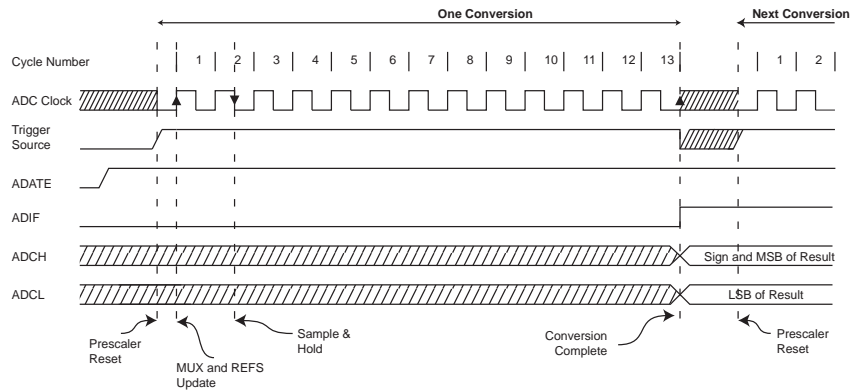 One Conversion
Next Conversion
Cycle Number
1 2 3 4 5 6 7 8 9 10 11 12 13 1 2
ADC Clock
Trigger
Source
ADATE
ADIF
ADCH
Sign and MSB of Result
ADCL
LSB of Result
Prescaler
Reset
MUX and REFS
Update
Sample &
Hold
Conversion
Complete
Prescaler
Reset